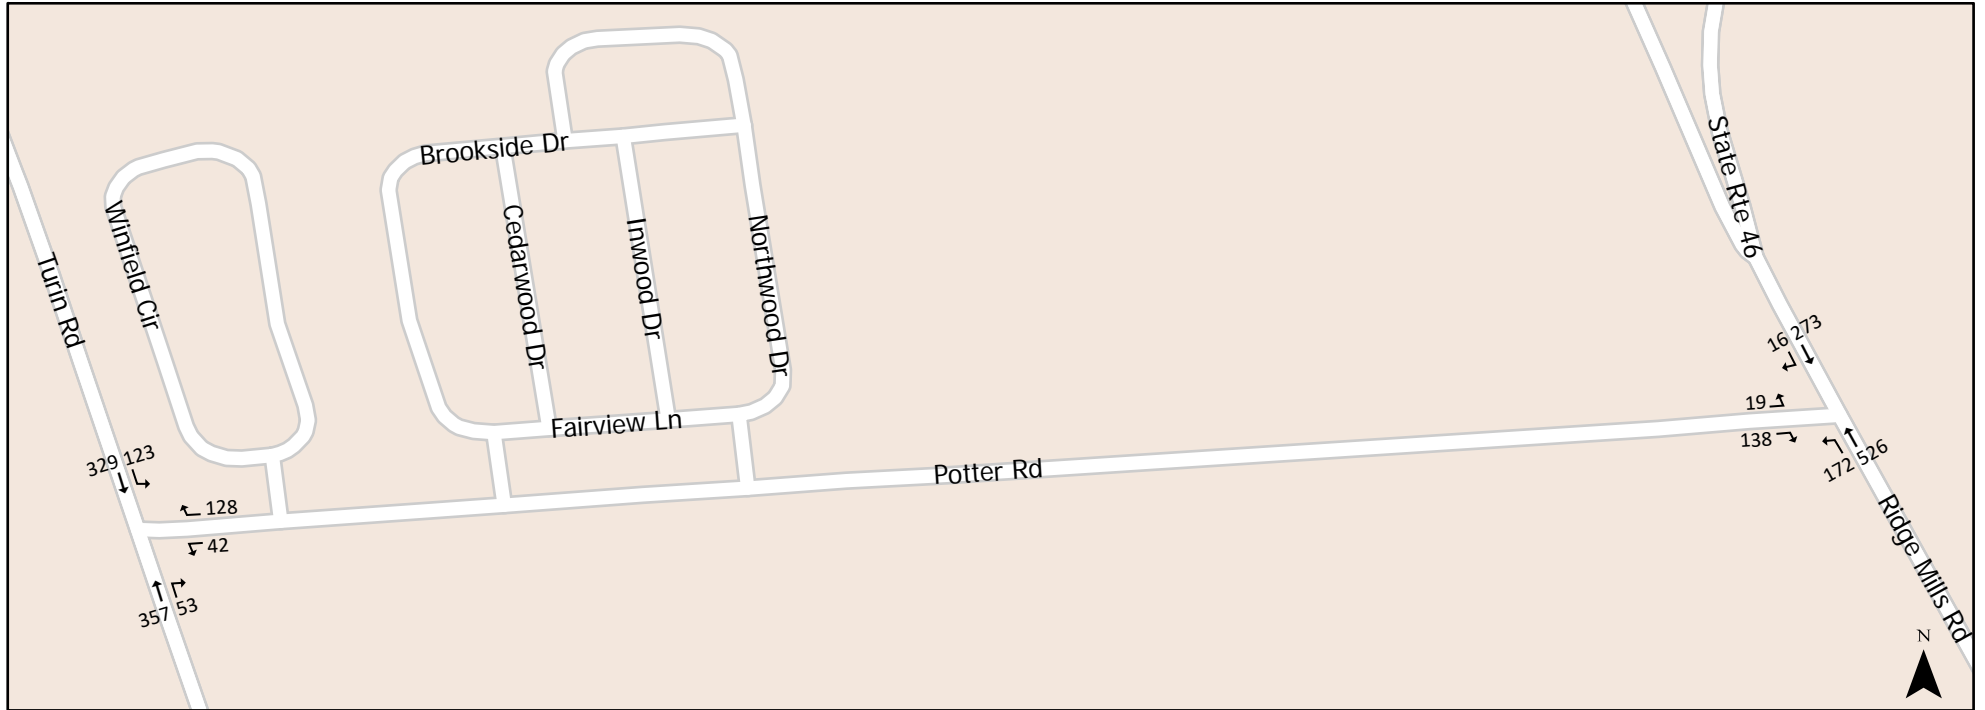 State Rte 46
Brookside Dr
Winfield Cir
Cedarwood Dr
Inwood Dr
Northwood Dr
Turin Rd
16 273
19
138
172 526
Fairview Ln
Potter Rd
329 123
128
42
357 53
Ridge Mills Rd
N